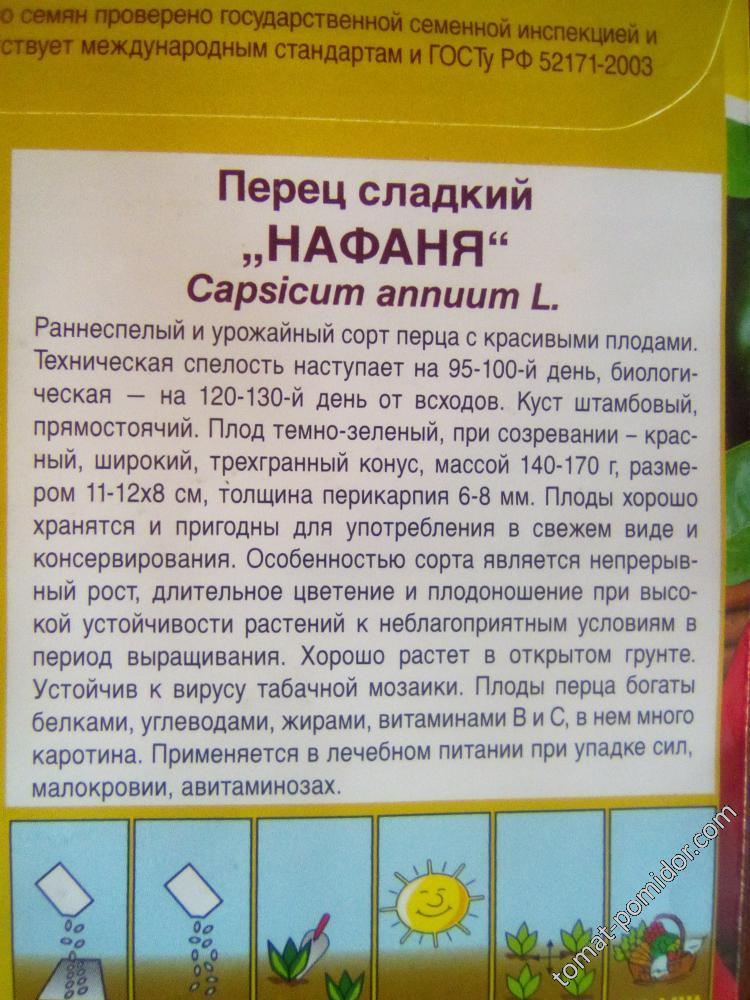 о семян проверено государственной семенной инспекцией и
ствует международным стандартам и ГОСТу РФ 52171-2003
Перец сладкий
„НАФАНЯ“
Capsicum annuum L.
Раннеспелый и урожайный сорт перца с красивыми плодами.
Техническая спелость наступает на 95-100-й день, биологи-
ческая — на 120-130-й день от всходов. Куст штамбовый,
прямостоячий. Плод темно-зеленый, при созревании – крас-
ный, широкий, трехгранный конус, массой 140-170 г, разме-
ром 11-12х8 см, толщина перикарпия 6-8 мм. Плоды хорошо
хранятся и пригодны для употребления в свежем виде и
консервирования. Особенностью сорта является непрерыв-
ный рост, длительное цветение и плодоношение при высо-
кой устойчивости растений к неблагоприятным условиям в
период выращивания. Хорошо растет в открытом грунте.
Устойчив к вирусу табачной мозаики. Плоды перца богаты
белками, углеводами, жирами, витаминами В и С, в нем много
каротина. Применяется в лечебном питании при упадке сил,
малокровии, авитаминозах.
tomat-pomidor.com